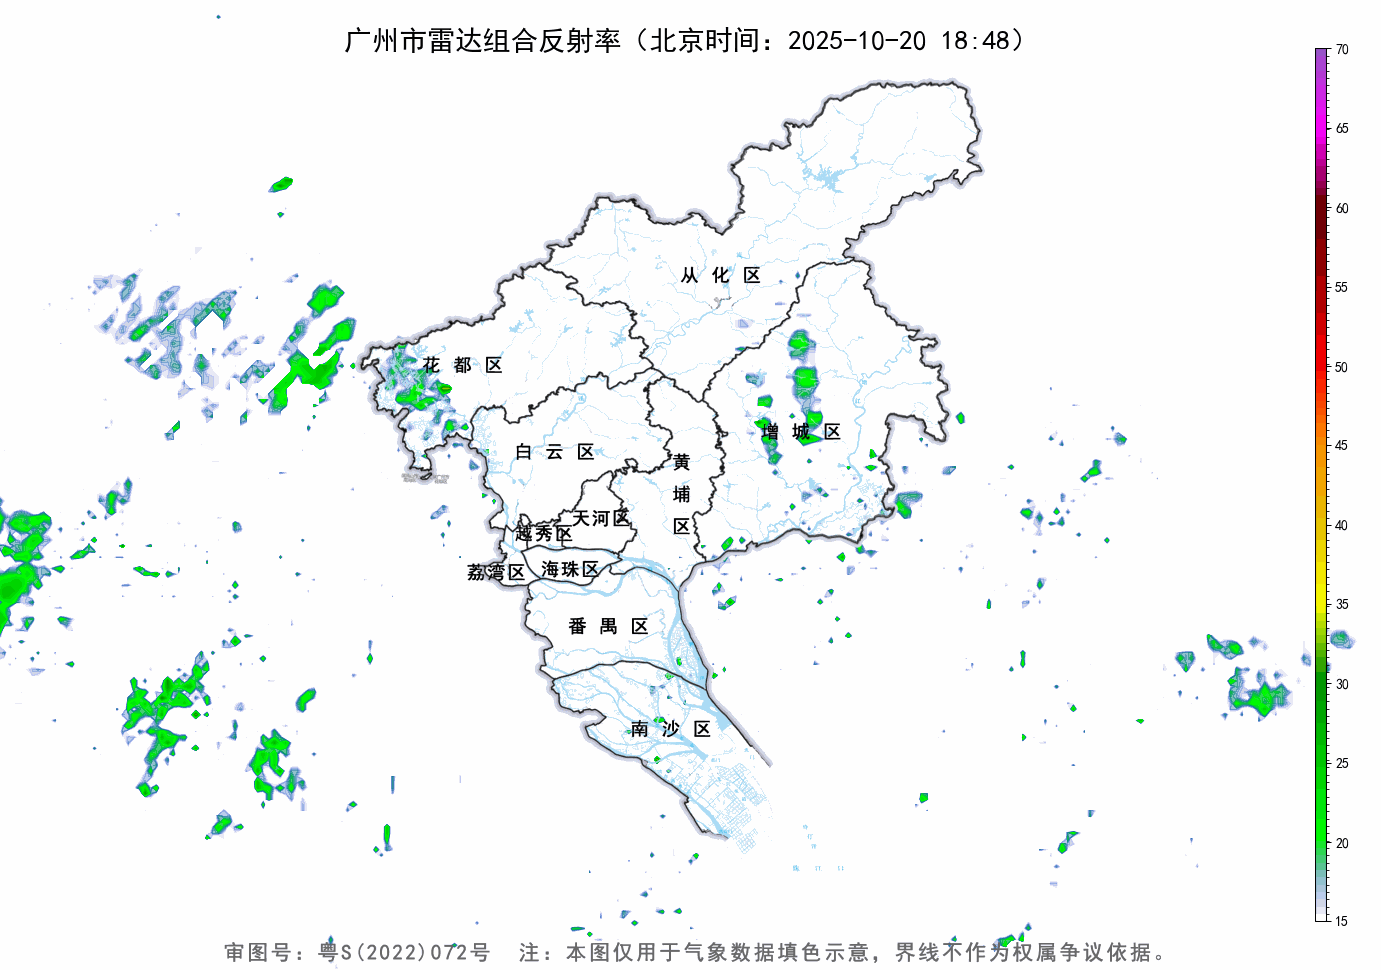 广州市雷达组合反射率（北京时间：2025-10-20 18:48）
70
65
60
55
50
45
40
35
30
25
20
15
从化区
花都区
增城区
白云区
黄埔区
天河区
越秀区
海珠区
荔湾区
番禺区
南沙区
审图号：粤S(2022)072号 注：本图仅用于气象数据填色示意，界线不作为权属争议依据。